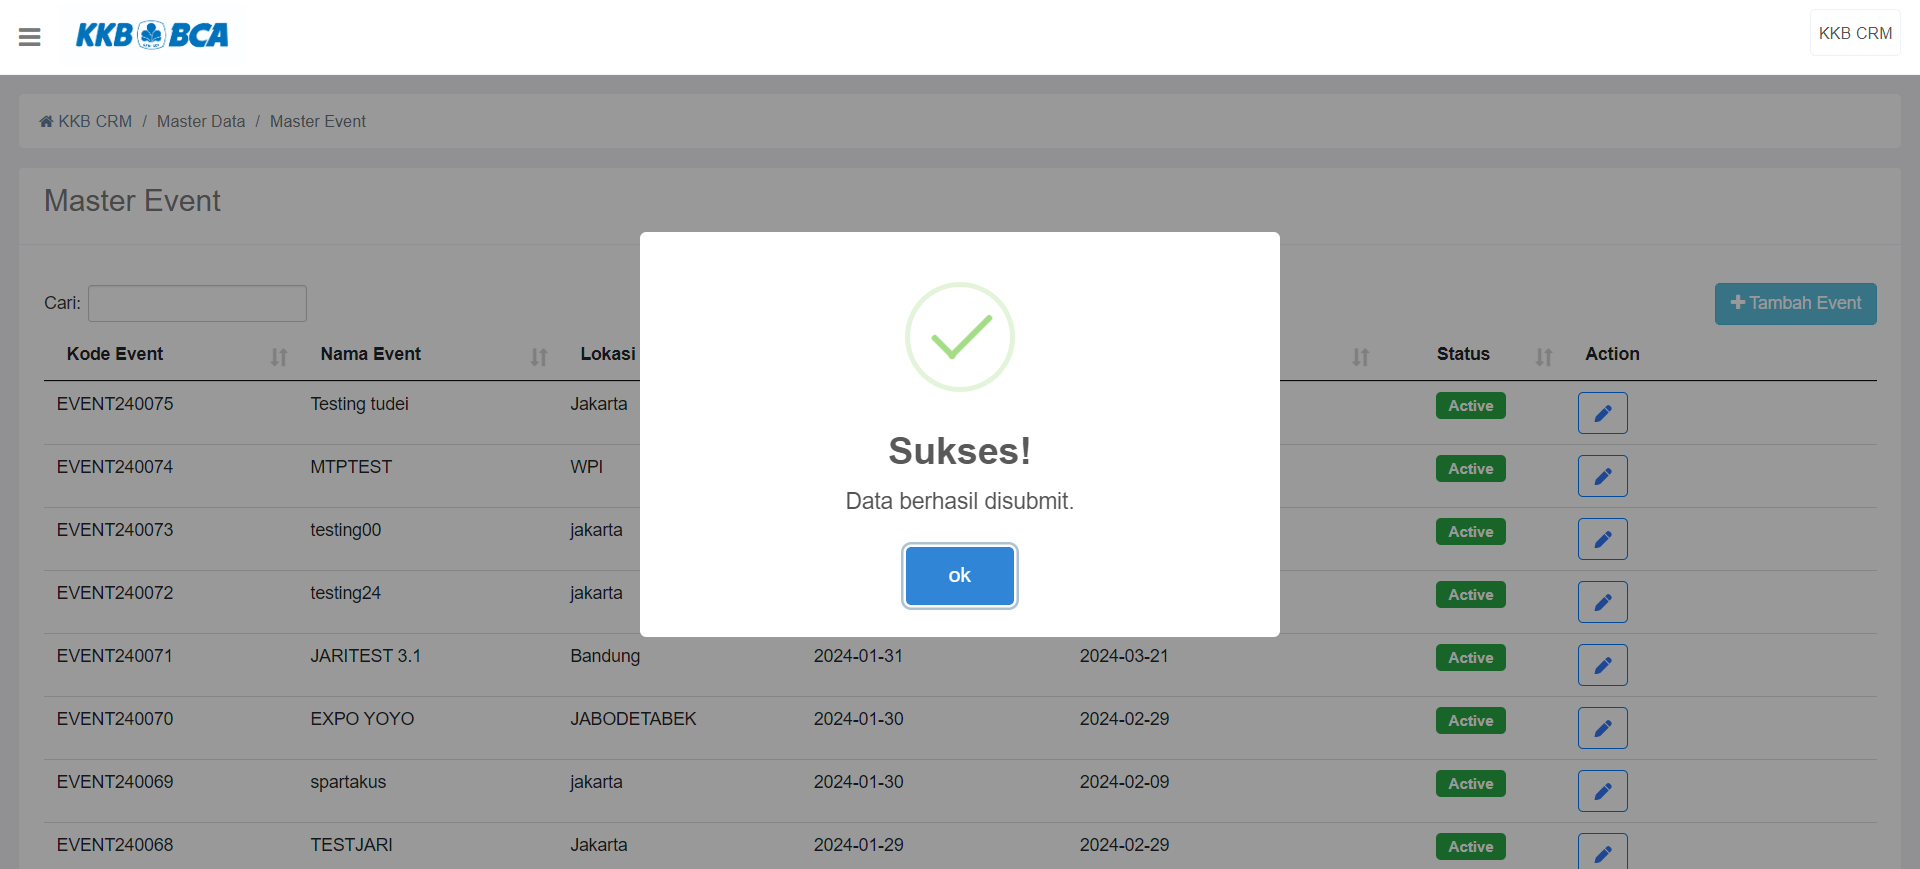 KKB BCA
KKB CRM
KKB CRM / Master Data / Master Event
Master Event
Cari:
Tambah Event
Kode Event Nama Event Lokasi Status Action
EVENT240075 Testing tudei Jakarta Active
EVENT240074 MTPTEST WPI Active
EVENT240073 testing00 jakarta Active
EVENT240072 testing24 jakarta Active
EVENT240071 JARITEST 3.1 Bandung 2024-01-31 2024-03-21 Active
EVENT240070 EXPO YOYO JABODETABEK 2024-01-30 2024-02-29 Active
EVENT240069 spartakus jakarta 2024-01-30 2024-02-09 Active
EVENT240068 TESTJARI Jakarta 2024-01-29 2024-02-29 Active
Sukses!
Data berhasil disubmit.
ok